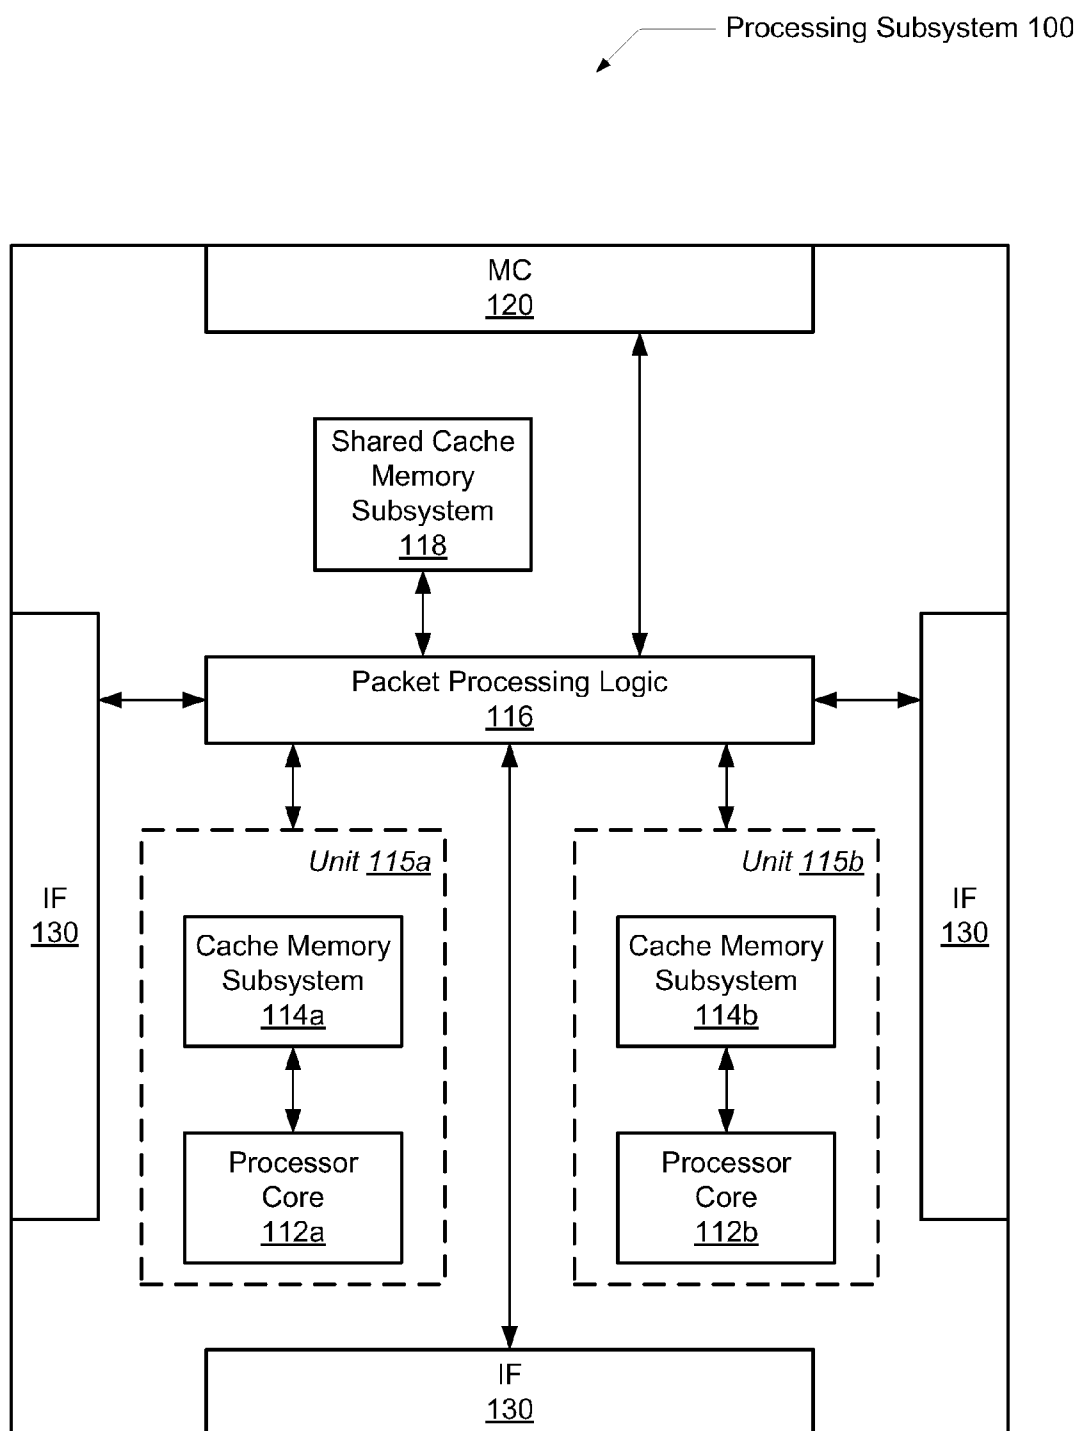 Processing Subsystem 100
MC
120
Shared Cache
Memory
Subsystem
118
Packet Processing Logic
116
IF
130
Unit 115a
Cache Memory
Subsystem
114a
Processor
Core
112a
Unit 115b
Cache Memory
Subsystem
114b
Processor
Core
112b
IF
130
IF
130